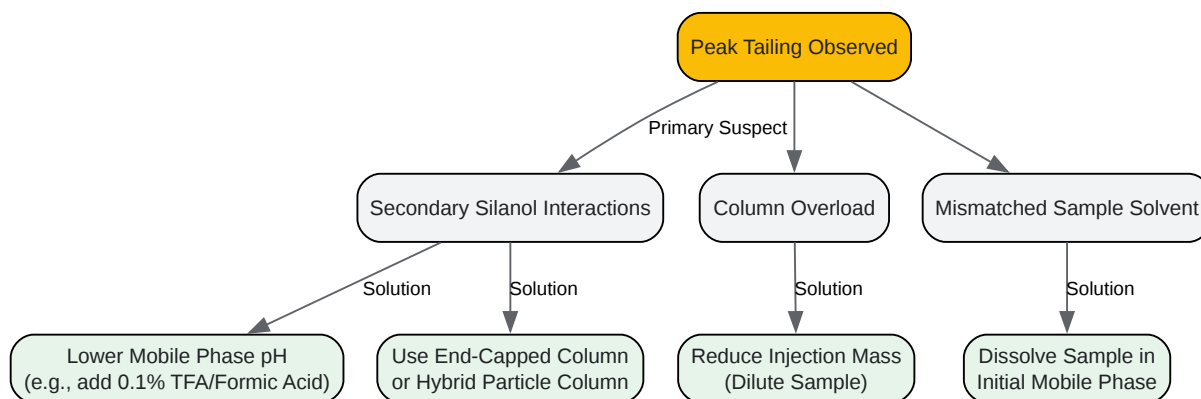 Peak Tailing Observed
Primary Suspect
Secondary Silanol Interactions
Column Overload
Mismatched Sample Solvent
Solution
Solution
Solution
Solution
Lower Mobile Phase pH
(e.g., add 0.1% TFA/Formic Acid)
Use End-Capped Column
or Hybrid Particle Column
Reduce Injection Mass
(Dilute Sample)
Dissolve Sample in
Initial Mobile Phase